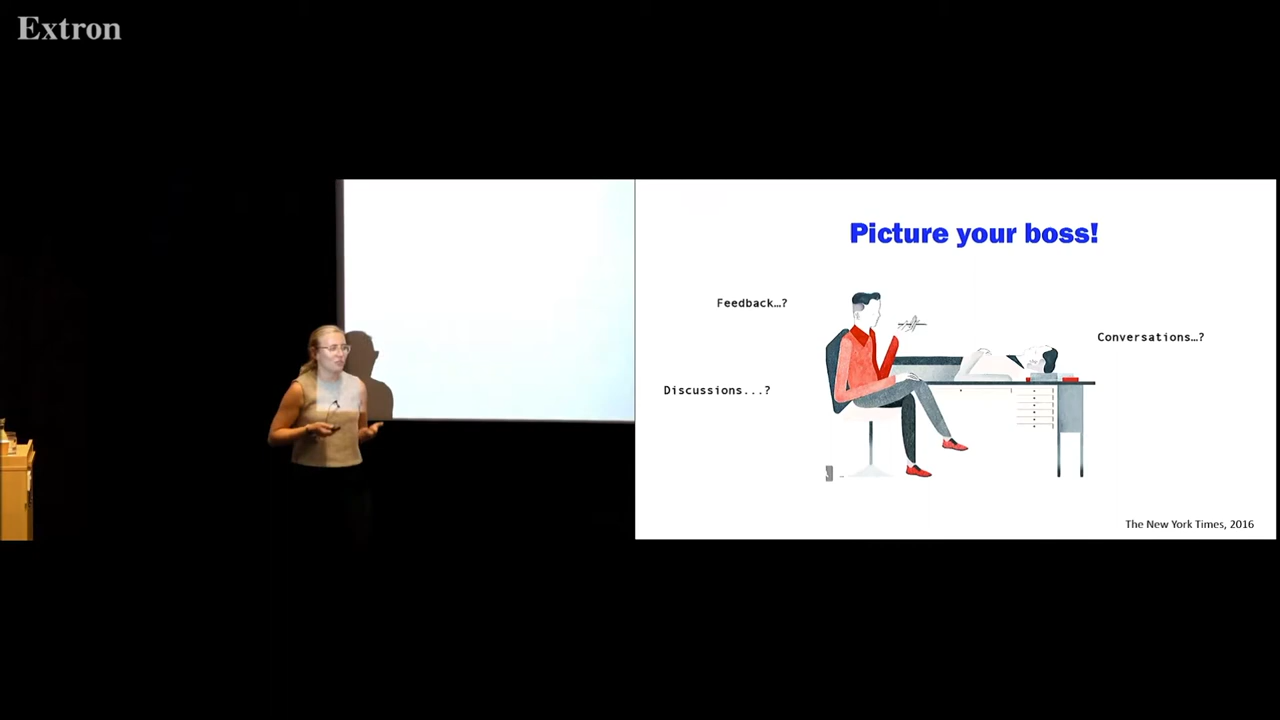 Extron
Picture your boss!
Feedback…?
Conversations…?
Discussions...?
The New York Times, 2016